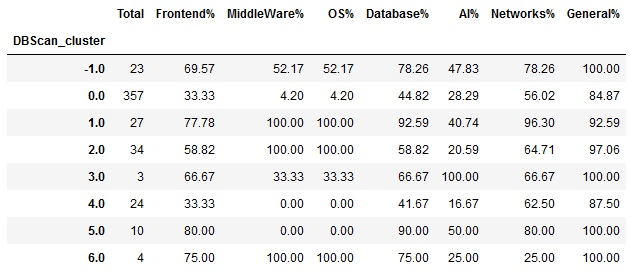 Total Frontend% MiddleWare% OS% Database% AI% Networks% General%
DBScan_cluster
-1.0 23 69.57 52.17 52.17 78.26 47.83 78.26 100.00
0.0 357 33.33 4.20 4.20 44.82 28.29 56.02 84.87
1.0 27 77.78 100.00 100.00 92.59 40.74 96.30 92.59
2.0 34 58.82 100.00 100.00 58.82 20.59 64.71 97.06
3.0 3 66.67 33.33 33.33 66.67 100.00 66.67 100.00
4.0 24 33.33 0.00 0.00 41.67 16.67 62.50 87.50
5.0 10 80.00 0.00 0.00 90.00 50.00 80.00 100.00
6.0 4 75.00 100.00 100.00 75.00 25.00 25.00 100.00